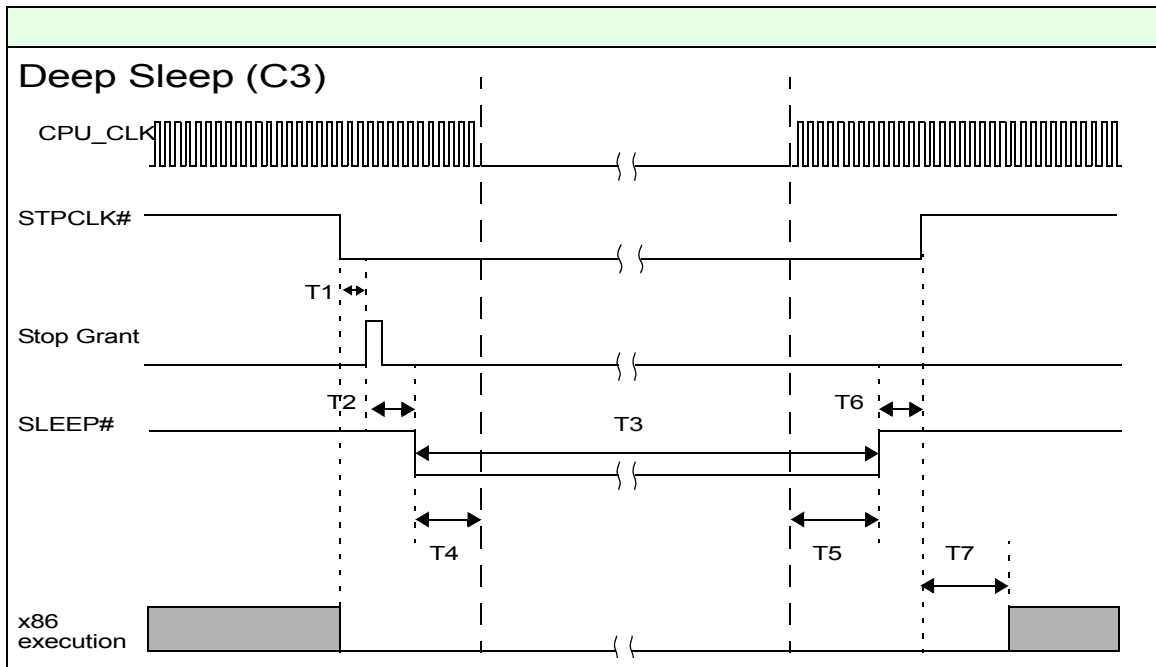 Deep Sleep (C3)
CPU_CLK
STPCLK#
T1
Stop Grant
T2
T6
SLEEP#
T3
T4
T5
T7
x86
execution